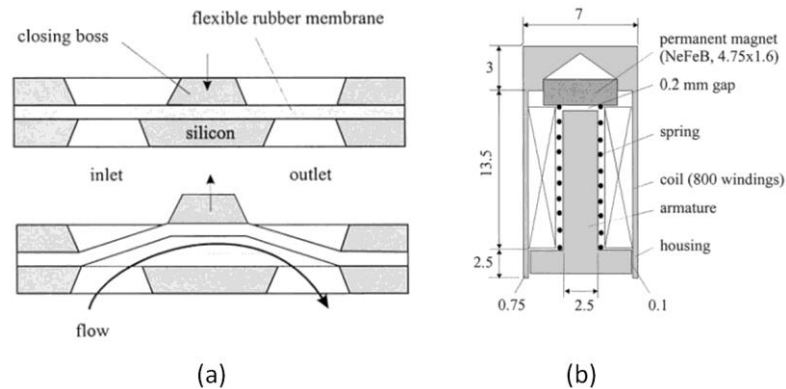 flexible rubber membrane
closing boss
silicon
inlet
outlet
flow
(a)
7
3
13.5
2.5
0.75
2.5
0.1
permanent magnet
(NeFeB, 4.75x1.6)
0.2 mm gap
spring
coil (800 windings)
armature
housing
(b)